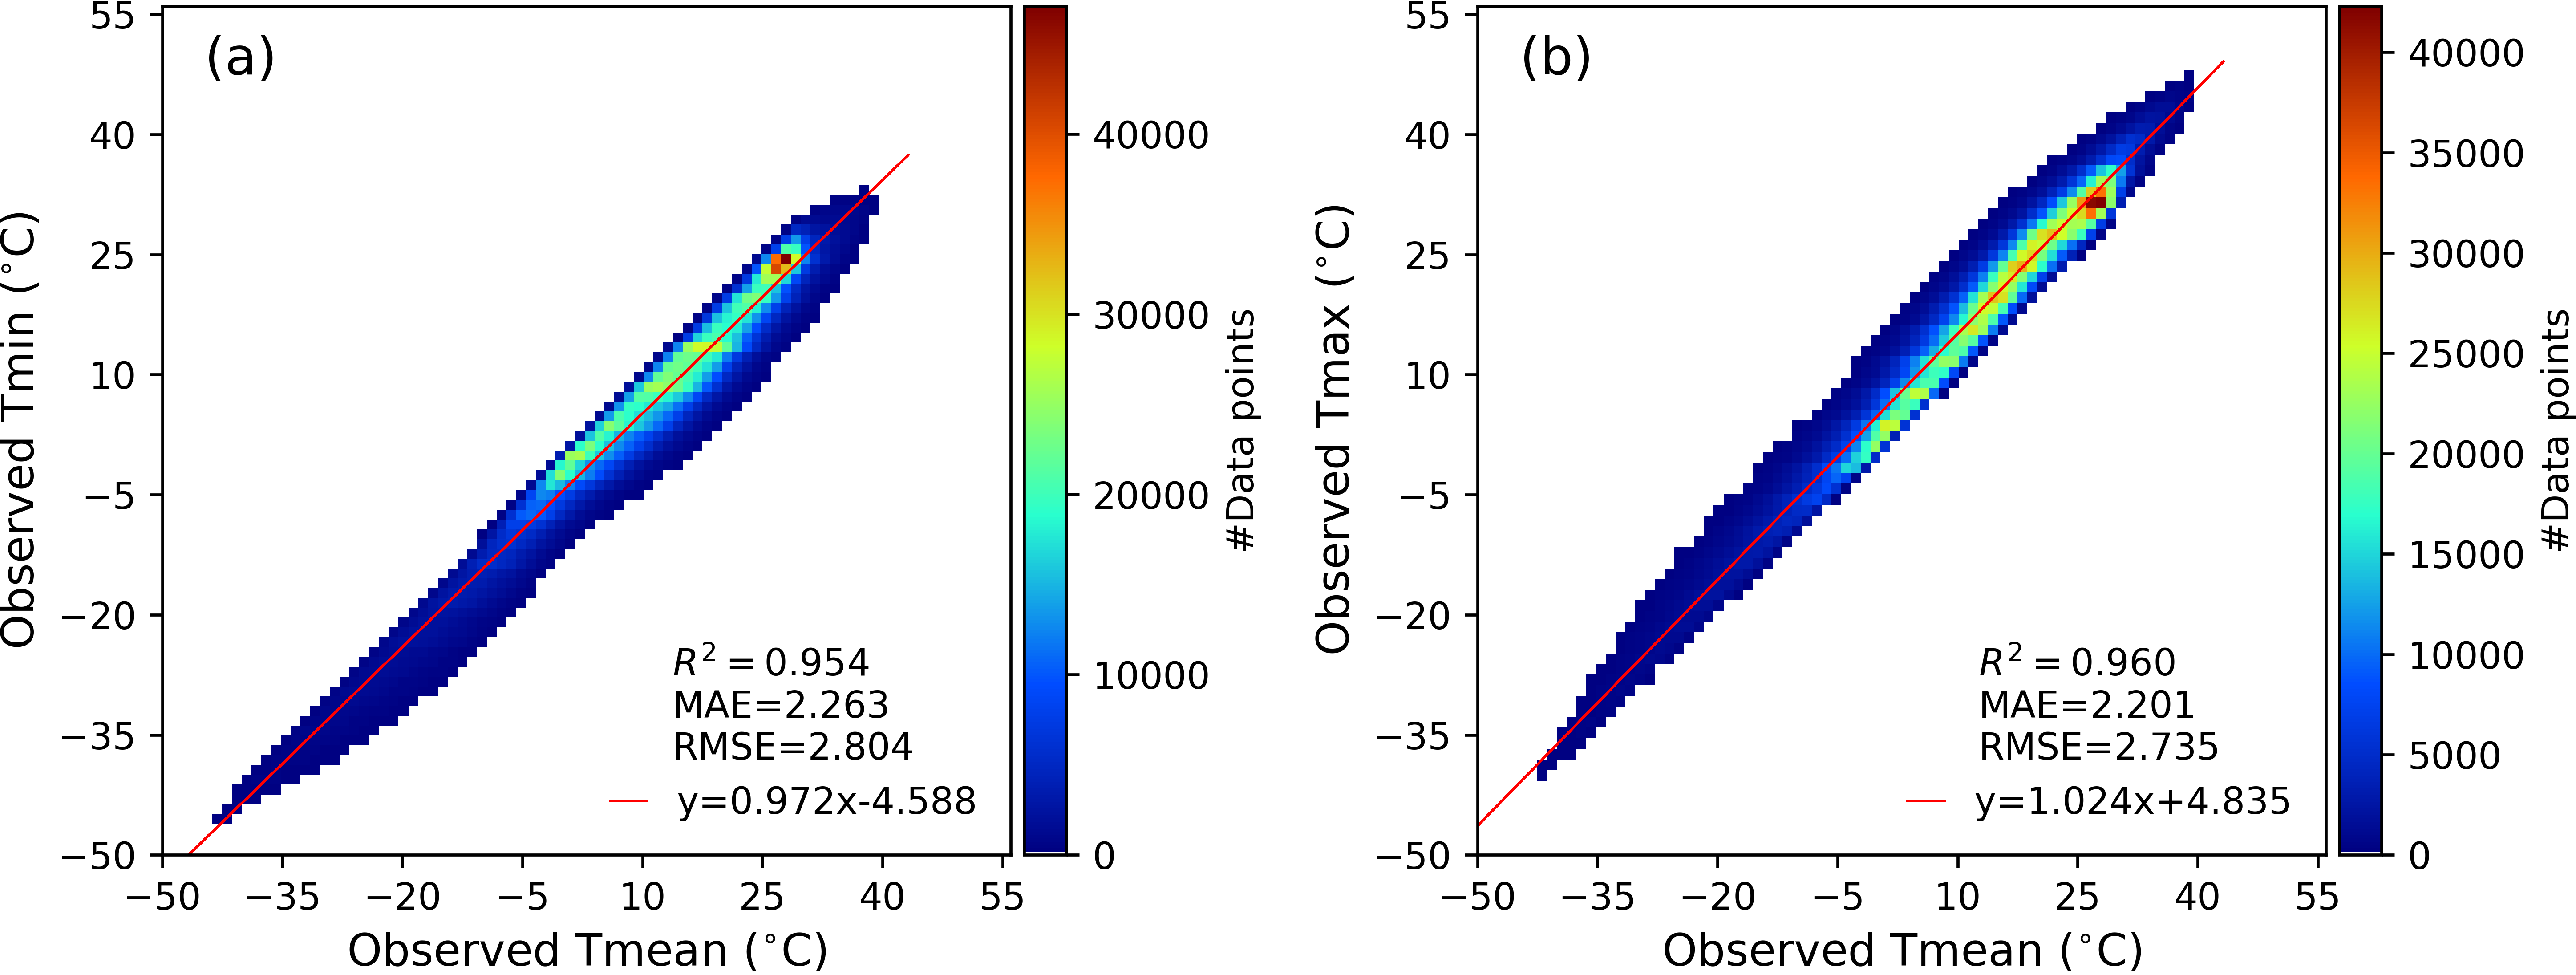 (a)
55
40
25
10
−5
−20
−35
−50
Observed Tmin (°C)
−50 −35 −20 −5 10 25 40 55
Observed Tmean (°C)
R² = 0.954
MAE=2.263
RMSE=2.804
y=0.972x-4.588
40000
30000
20000
10000
0
#Data points
(b)
55
40
25
10
−5
−20
−35
−50
Observed Tmax (°C)
−50 −35 −20 −5 10 25 40 55
Observed Tmean (°C)
R² = 0.960
MAE=2.201
RMSE=2.735
y=1.024x+4.835
40000
35000
30000
25000
20000
15000
10000
5000
0
#Data points